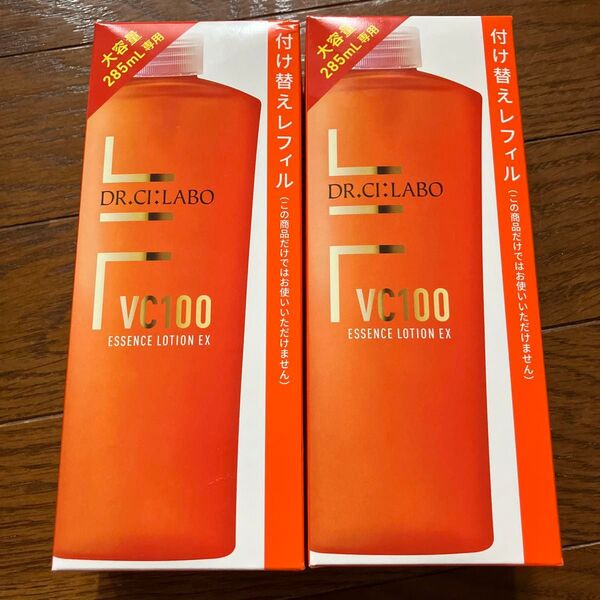 大容量
285mL専用
DR.CI:LABO
VC100
ESSENCE LOTION EX
付け替えレフィル(この商品だけではお使いいただけません)
大容量
285mL専用
DR.CI:LABO
VC100
ESSENCE LOTION EX
付け替えレフィル(この商品だけではお使いいただけません)